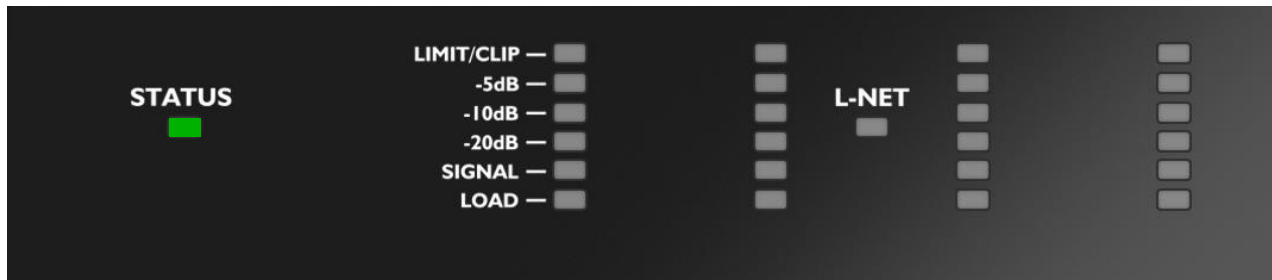 STATUS
LIMIT/CLIP
-5dB
-10dB
-20dB
SIGNAL
LOAD
L-NET